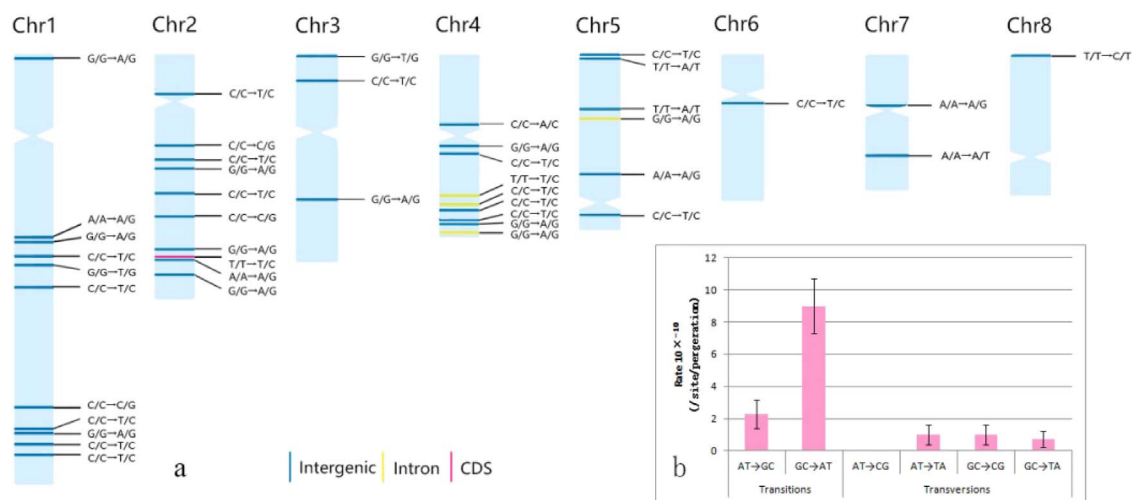 Chr1
Chr2
Chr3
Chr4
Chr5
Chr6
Chr7
Chr8
G/G→A/G
A/A→A/G
G/G→A/G
C/C→T/C
G/G→T/G
C/C→T/C
C/C→C/G
C/C→T/C
G/G→A/G
C/C→T/C
C/C→T/C
C/C→T/C
C/C→C/G
C/C→T/C
G/G→A/G
C/C→T/C
C/C→C/G
G/G→A/G
T/T→T/C
A/A→A/G
G/G→A/G
G/G→T/G
C/C→T/C
G/G→A/G
C/C→A/C
G/G→A/G
C/C→T/C
T/T→T/C
C/C→T/C
C/C→T/C
C/C→T/C
G/G→A/G
G/G→A/G
C/C→T/C
T/T→A/T
T/T→A/T
G/G→A/G
A/A→A/G
C/C→T/C
C/C→T/C
A/A→A/G
A/A→A/T
T/T→C/T
a
Intergenic
Intron
CDS
b
Rate 10×⁻¹⁰
(/site/pergeration)
12
10
8
6
4
2
0
AT→GC
GC→AT
AT→CG
AT→TA
GC→CG
GC→TA
Transitions
Transversions